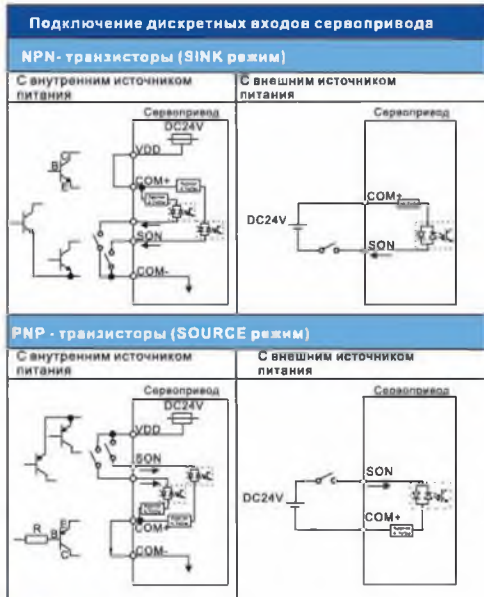 Подключение дискретных входов сервопривода
NPN- транзисторы (SINK режим)
С внутренним источником
питания
С внешним источником
питания
Сервопривод
DC24V
VDD
COM+
SON
COM-
B
C
E
Сервопривод
COM+
DC24V
SON
PNP - транзисторы (SOURCE режим)
С внутренним источником
питания
С внешним источником
питания
Сервопривод
DC24V
VDD
SON
COM+
COM-
R
B
E
C
Сервопривод
SON
DC24V
COM+